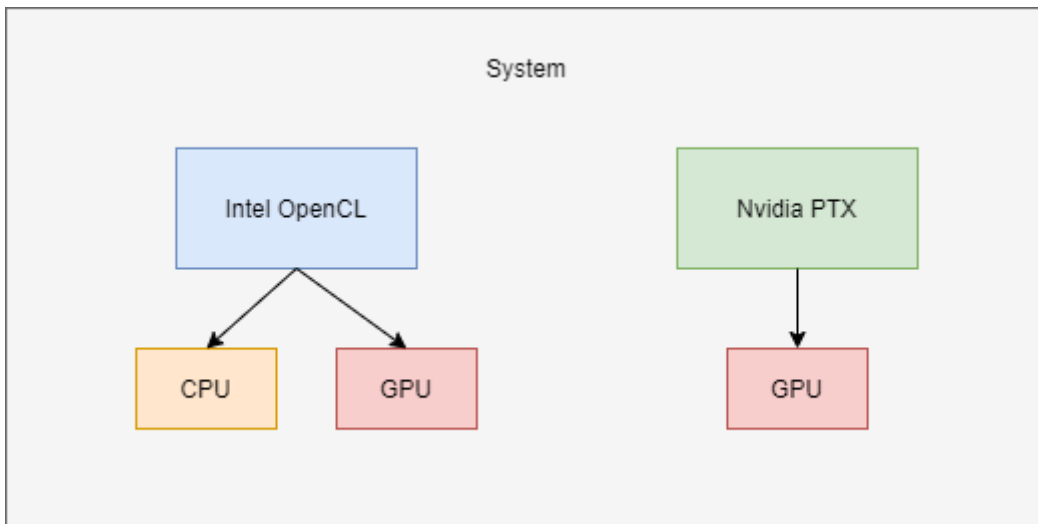 System
Intel OpenCL
Nvidia PTX
CPU
GPU
GPU